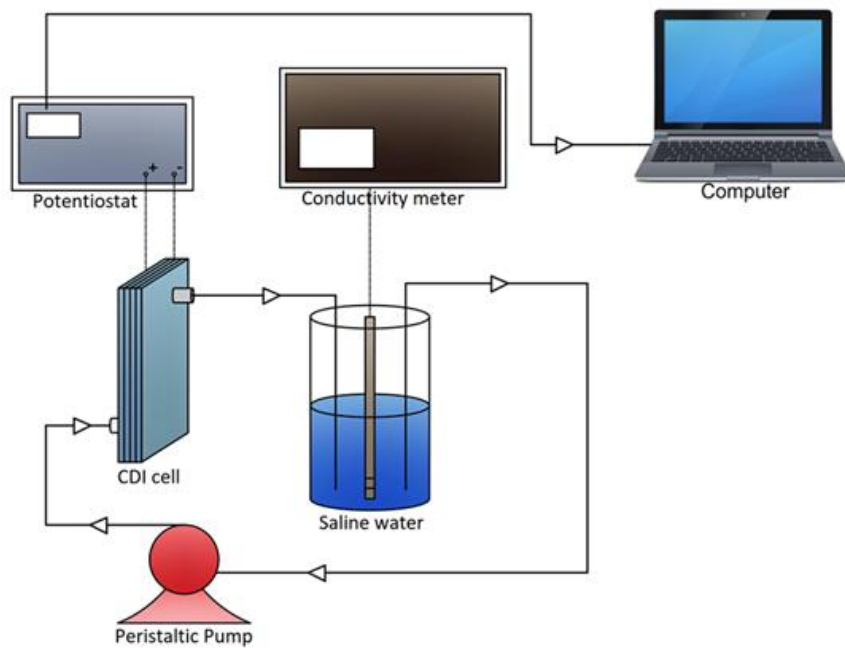 + -
Potentiostat
Conductivity meter
Computer
CDI cell
Saline water
Peristaltic Pump